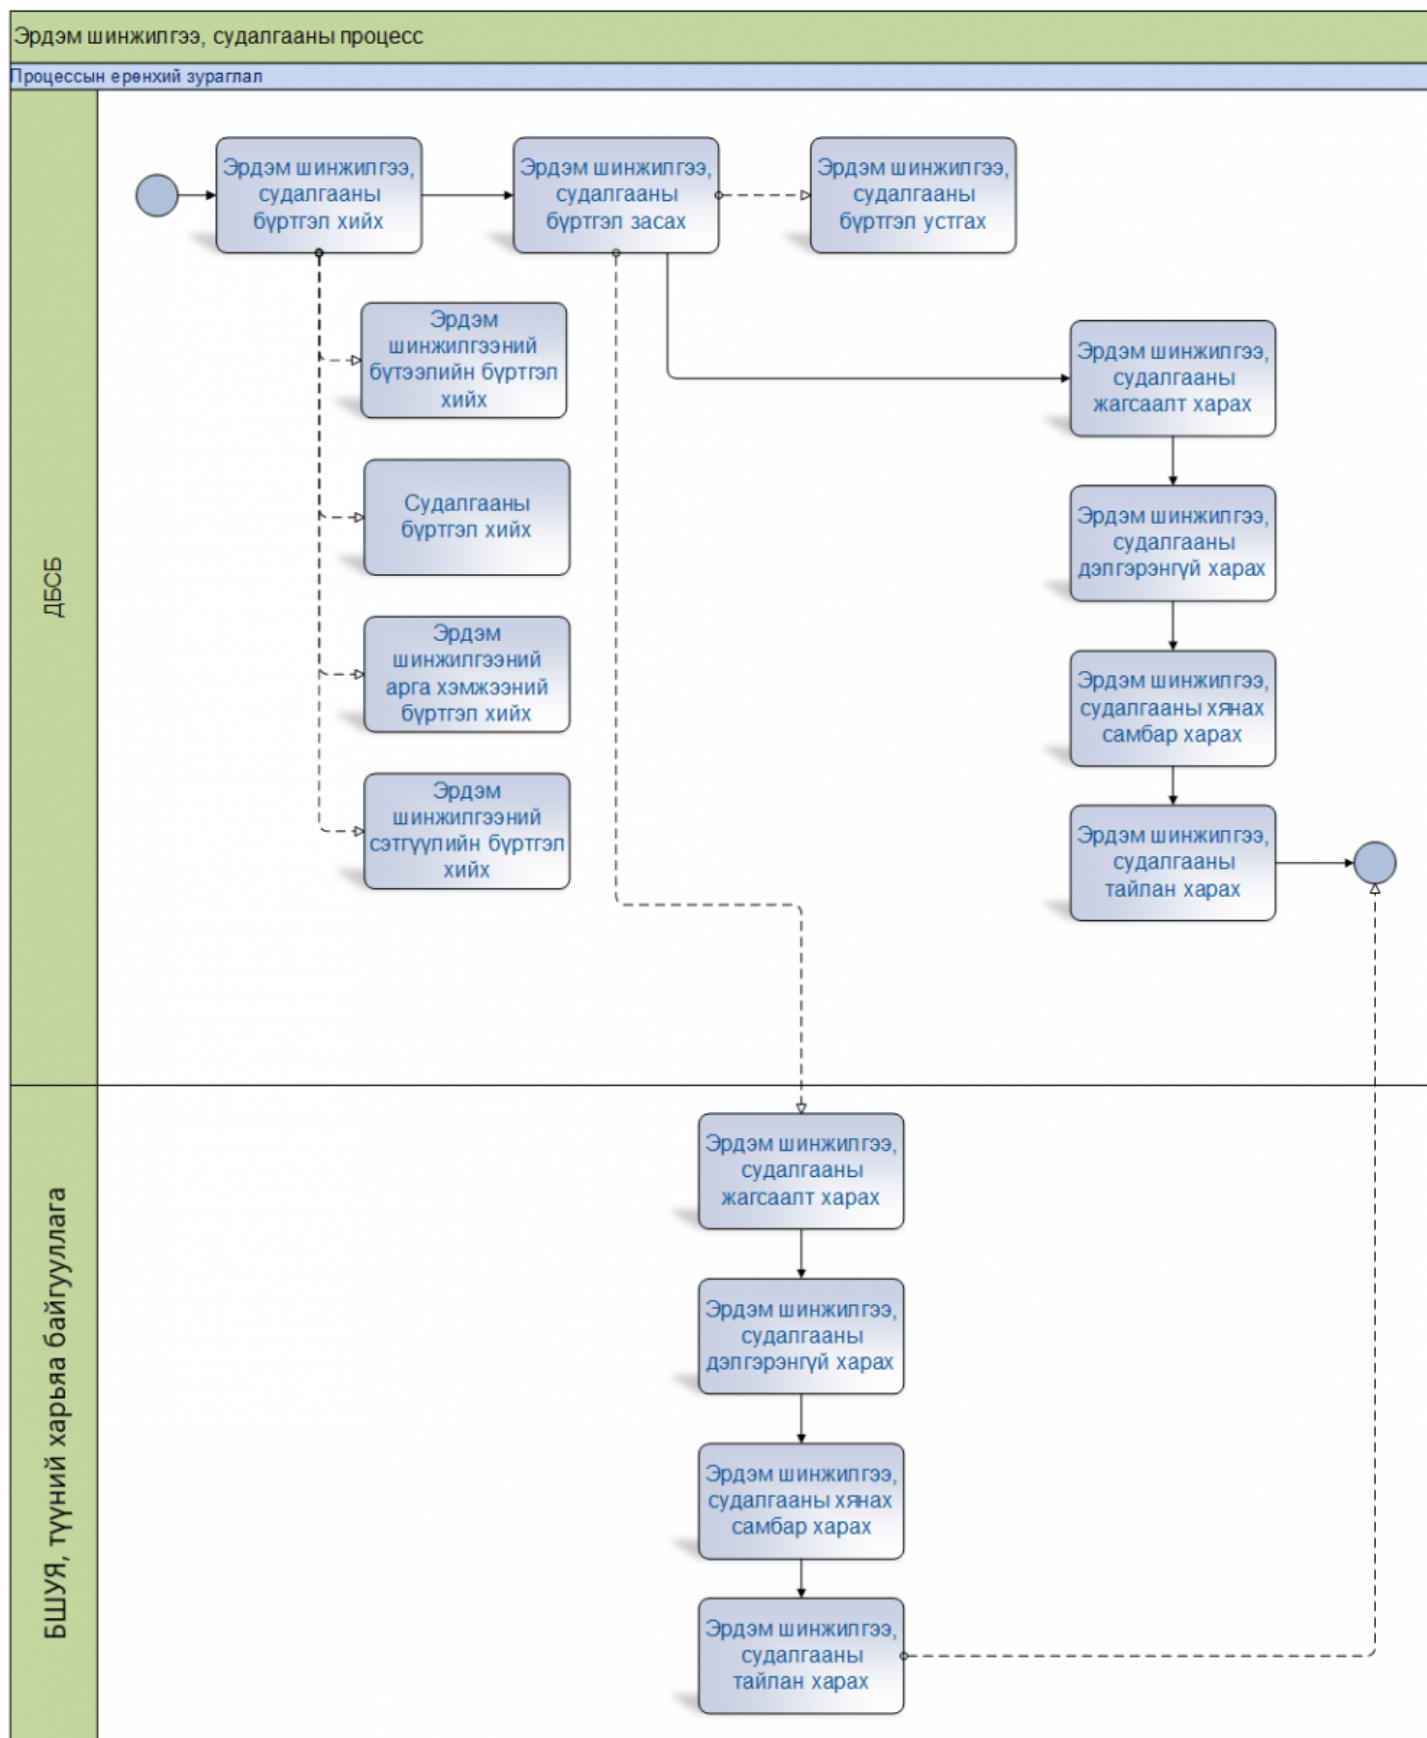 Эрдэм шинжилгээ, судалгааны процесс
Процессын ерөнхий зураглал
ДБСБ
Эрдэм шинжилгээ,
судалгааны
бүртгэл хийх
Эрдэм шинжилгээ,
судалгааны
бүртгэл засах
Эрдэм шинжилгээ,
судалгааны
бүртгэл устгах
Эрдэм
шинжилгээний
бүтээлийн бүртгэл
хийх
Судалгааны
бүртгэл хийх
Эрдэм
шинжилгээний
арга хэмжээний
бүртгэл хийх
Эрдэм
шинжилгээний
сэтгүүлийн бүртгэл
хийх
Эрдэм шинжилгээ,
судалгааны
жагсаалт харах
Эрдэм шинжилгээ,
судалгааны
дэлгэрэнгүй харах
Эрдэм шинжилгээ,
судалгааны хянах
самбар харах
Эрдэм шинжилгээ,
судалгааны
тайлан харах
БШУЯ, түүний харьяа байгууллага
Эрдэм шинжилгээ,
судалгааны
жагсаалт харах
Эрдэм шинжилгээ,
судалгааны
дэлгэрэнгүй харах
Эрдэм шинжилгээ,
судалгааны хянах
самбар харах
Эрдэм шинжилгээ,
судалгааны
тайлан харах